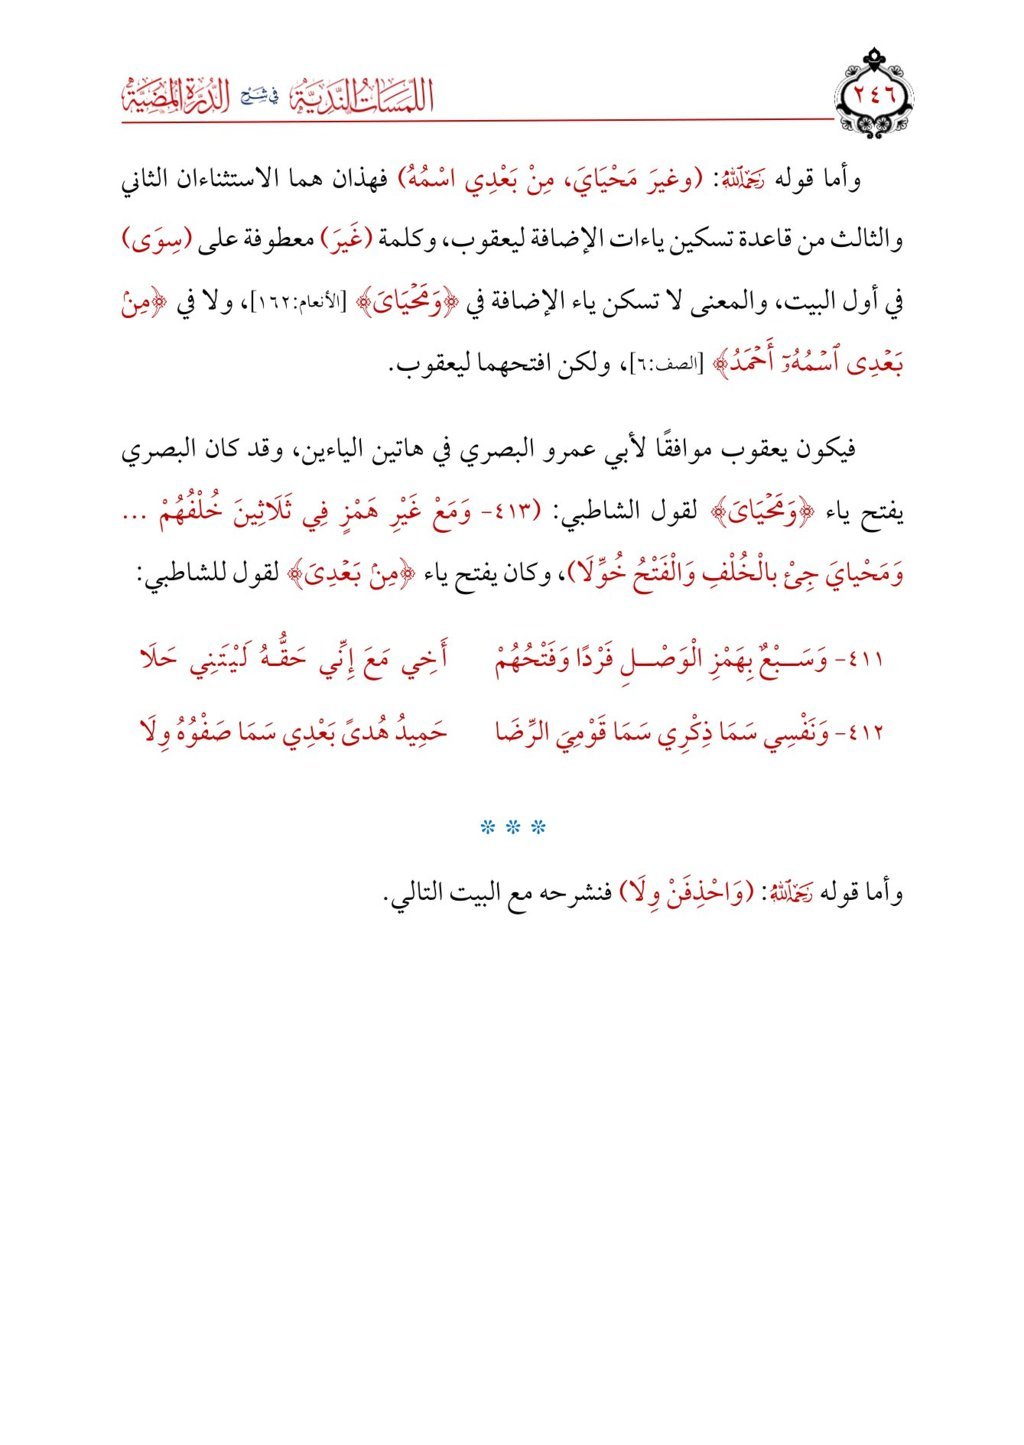 ٢٤٦
اللمسات الندية في شرح الدرة المضية
وأما قوله رَحِمَهُ ٱللَّهُ: (وغيرَ مَحْيَايَ، مِنْ بَعْدِي اسْمُهُ) فهذان هما الاستثناءان الثاني
والثالث من قاعدة تسكين ياءات الإضافة ليعقوب، وكلمة (غَيرَ) معطوفة على (سِوَى)
في أول البيت، والمعنى لا تسكن ياء الإضافة في ﴿وَمَحۡيَايَ﴾ [الأنعام:١٦٢]، ولا في ﴿مِنۢ
بَعۡدِى ٱسۡمُهُۥٓ أَحۡمَدُ﴾ [الصف:٦]، ولكن افتحهما ليعقوب.
فيكون يعقوب موافقًا لأبي عمرو البصري في هاتين الياءين، وقد كان البصري
يفتح ياء ﴿وَمَحۡيَايَ﴾ لقول الشاطبي: (٤١٣- وَمَعْ غَيْرِ هَمْزٍ فِي ثَلَاثِينَ خُلْفُهُمْ ...
وَمَحْيايَ جِئْ بالْخُلْفِ وَالْفَتْحُ خُوِّلَا)، وكان يفتح ياء ﴿مِنۢ بَعۡدِيَ﴾ لقول للشاطبي:
٤١١- وَسَــبْعٌ بِهَمْزِ الْوَصْــلِ فَرْدًا وَفَتْحُهُمْ أَخِي مَعَ إِنِّي حَقُّـهُ لَيْتَنِي حَلَا
٤١٢- وَنَفْسِي سَمَا ذِكْرِي سَمَا قَوْمِيَ الرِّضَا حَمِيدُ هُدىً بَعْدِي سَمَا صَفْوُهُ وِلَا
* * *
وأما قوله رَحِمَهُ ٱللَّهُ: (وَاحْذِفَنْ وِلَا) فنشرحه مع البيت التالي.